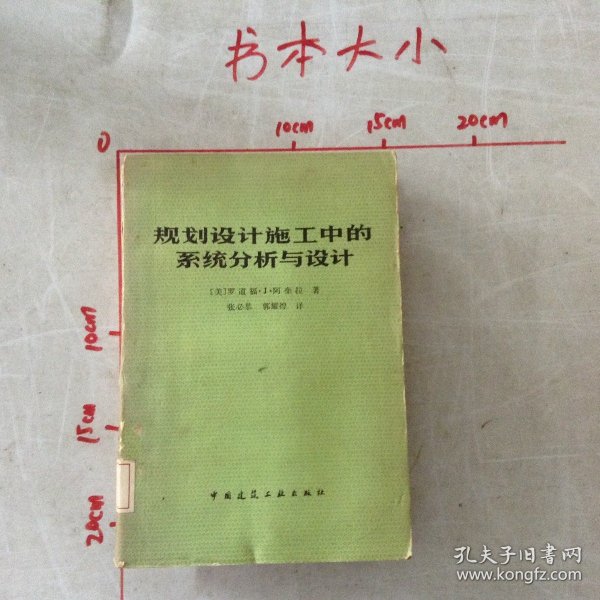 书本大小
0 10cm 15cm 20cm
规划设计施工中的
系统分析与设计
[美]罗道福·J·阿奎拉 著
张必恭 郭耀煌 译
10cm
15cm
20cm
中国建筑工业出版社
孔夫子旧书网
www.kongfz.com